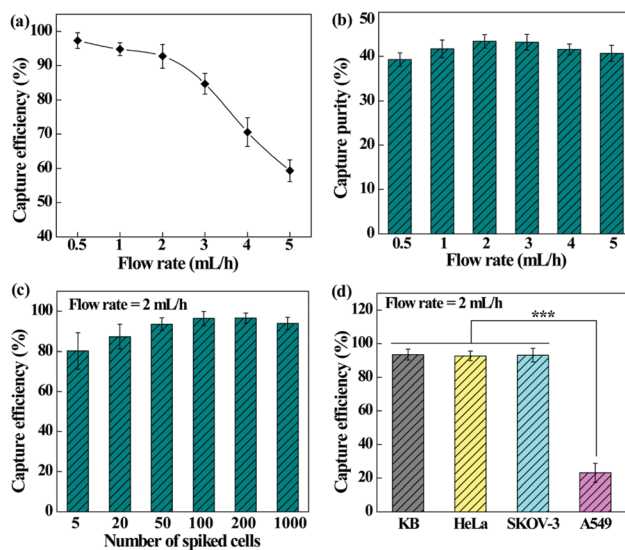 (a)
100
90
80
70
60
50
40
Capture efficiency (%)
0.5 1 2 3 4 5
Flow rate (mL/h)
(b)
50
40
30
20
10
0
Capture purity (%)
0.5 1 2 3 4 5
Flow rate (mL/h)
(c)
Flow rate = 2 mL/h
100
80
60
40
20
0
Capture efficiency (%)
5 20 50 100 200 1000
Number of spiked cells
(d)
Flow rate = 2 mL/h
***
120
100
80
60
40
20
0
Capture efficiency (%)
KB HeLa SKOV-3 A549